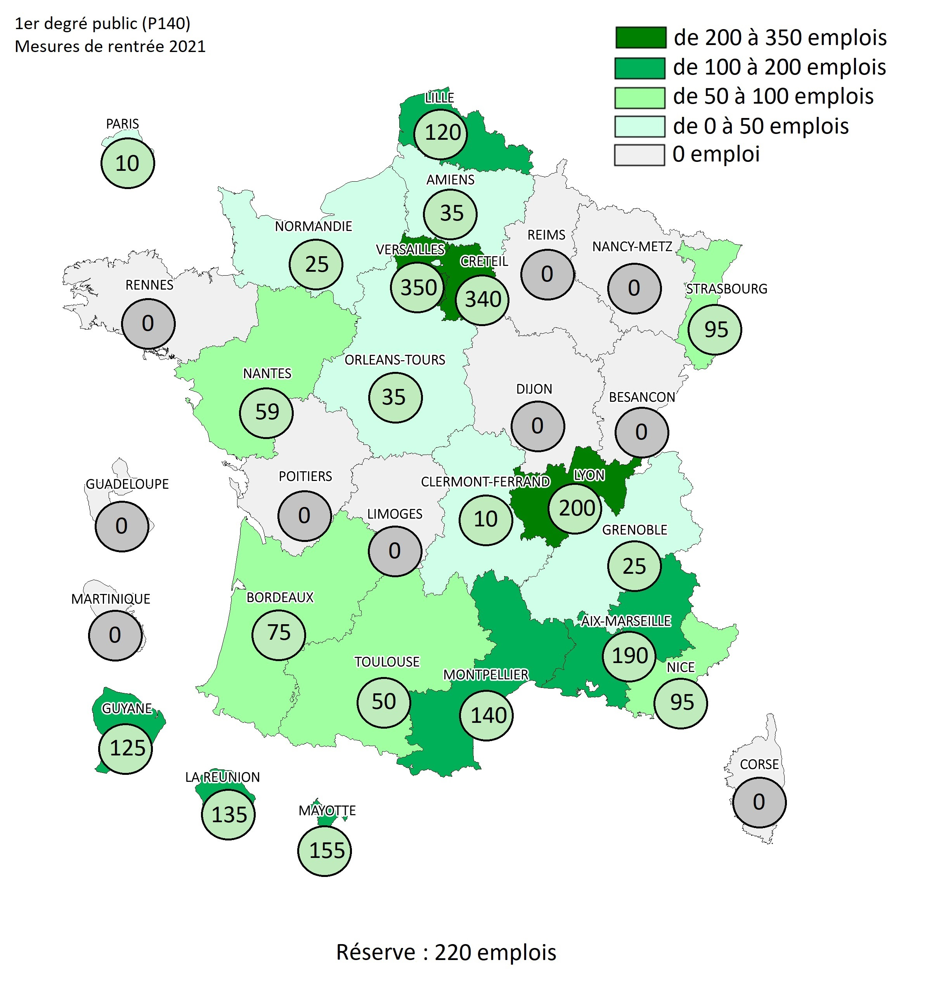 1er degré public (P140)
Mesures de rentrée 2021
de 200 à 350 emplois
de 100 à 200 emplois
de 50 à 100 emplois
de 0 à 50 emplois
0 emploi
LILLE
120
PARIS
10
AMIENS
35
NORMANDIE
25
VERSAILLES
350
CRETEIL
340
REIMS
0
NANCY-METZ
0
STRASBOURG
95
RENNES
0
NANTES
59
ORLEANS-TOURS
35
DIJON
0
BESANCON
0
GUADELOUPE
0
POITIERS
0
LIMOGES
0
CLERMONT-FERRAND
10
LYON
200
GRENOBLE
25
MARTINIQUE
0
BORDEAUX
75
TOULOUSE
50
MONTPELLIER
140
AIX-MARSEILLE
190
NICE
95
GUYANE
125
LA REUNION
135
MAYOTTE
155
CORSE
0
Réserve : 220 emplois